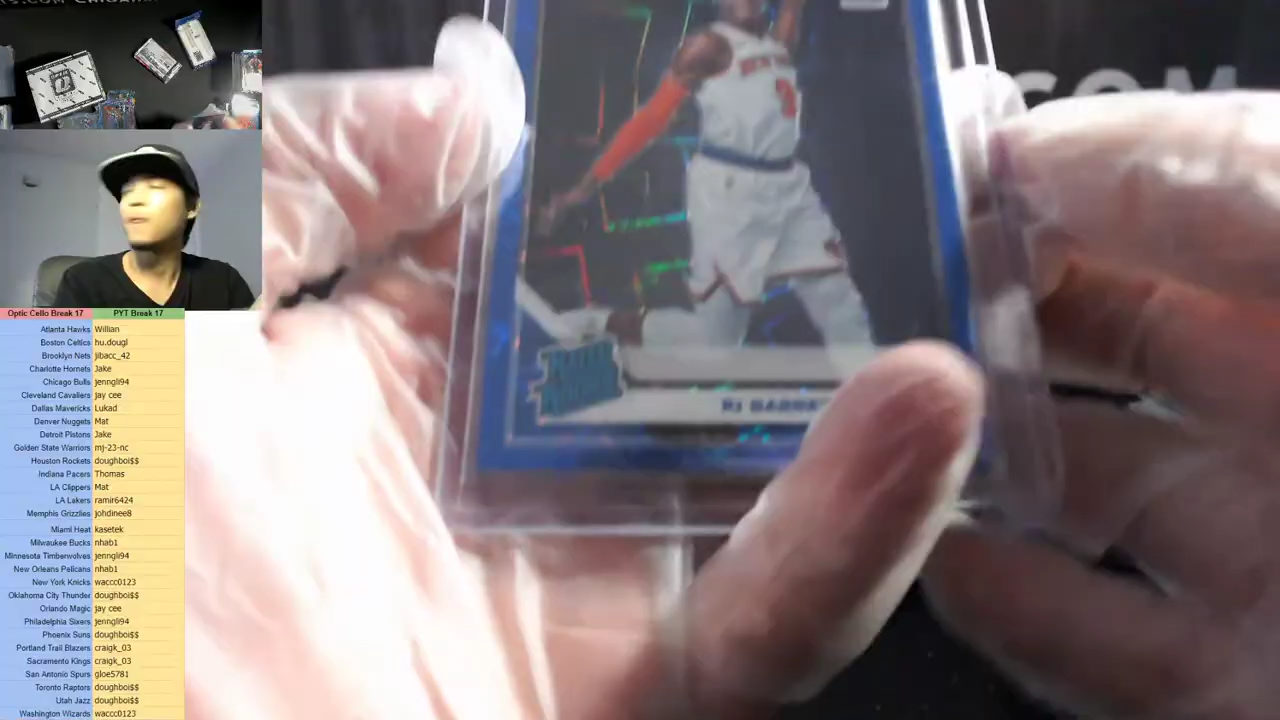 Optic Cello Break 17 PYT Break 17
Atlanta Hawks Willian
Boston Celtics hu.dougl
Brooklyn Nets jibacc_42
Charlotte Hornets Jake
Chicago Bulls jenngli94
Cleveland Cavaliers jay cee
Dallas Mavericks Lukad
Denver Nuggets Mat
Detroit Pistons Jake
Golden State Warriors mj-23-nc
Houston Rockets doughboi$$
Indiana Pacers Thomas
LA Clippers Mat
LA Lakers ramir6424
Memphis Grizzlies johdinee8
Miami Heat kasetek
Milwaukee Bucks nhab1
Minnesota Timberwolves jenngli94
New Orleans Pelicans nhab1
New York Knicks waccc0123
Oklahoma City Thunder doughboi$$
Orlando Magic jay cee
Philadelphia Sixers jenngli94
Phoenix Suns doughboi$$
Portland Trail Blazers craigk_03
Sacramento Kings craigk_03
San Antonio Spurs gloe5781
Toronto Raptors doughboi$$
Utah Jazz doughboi$$
Washington Wizards waccc0123
RJ BARRE
COM